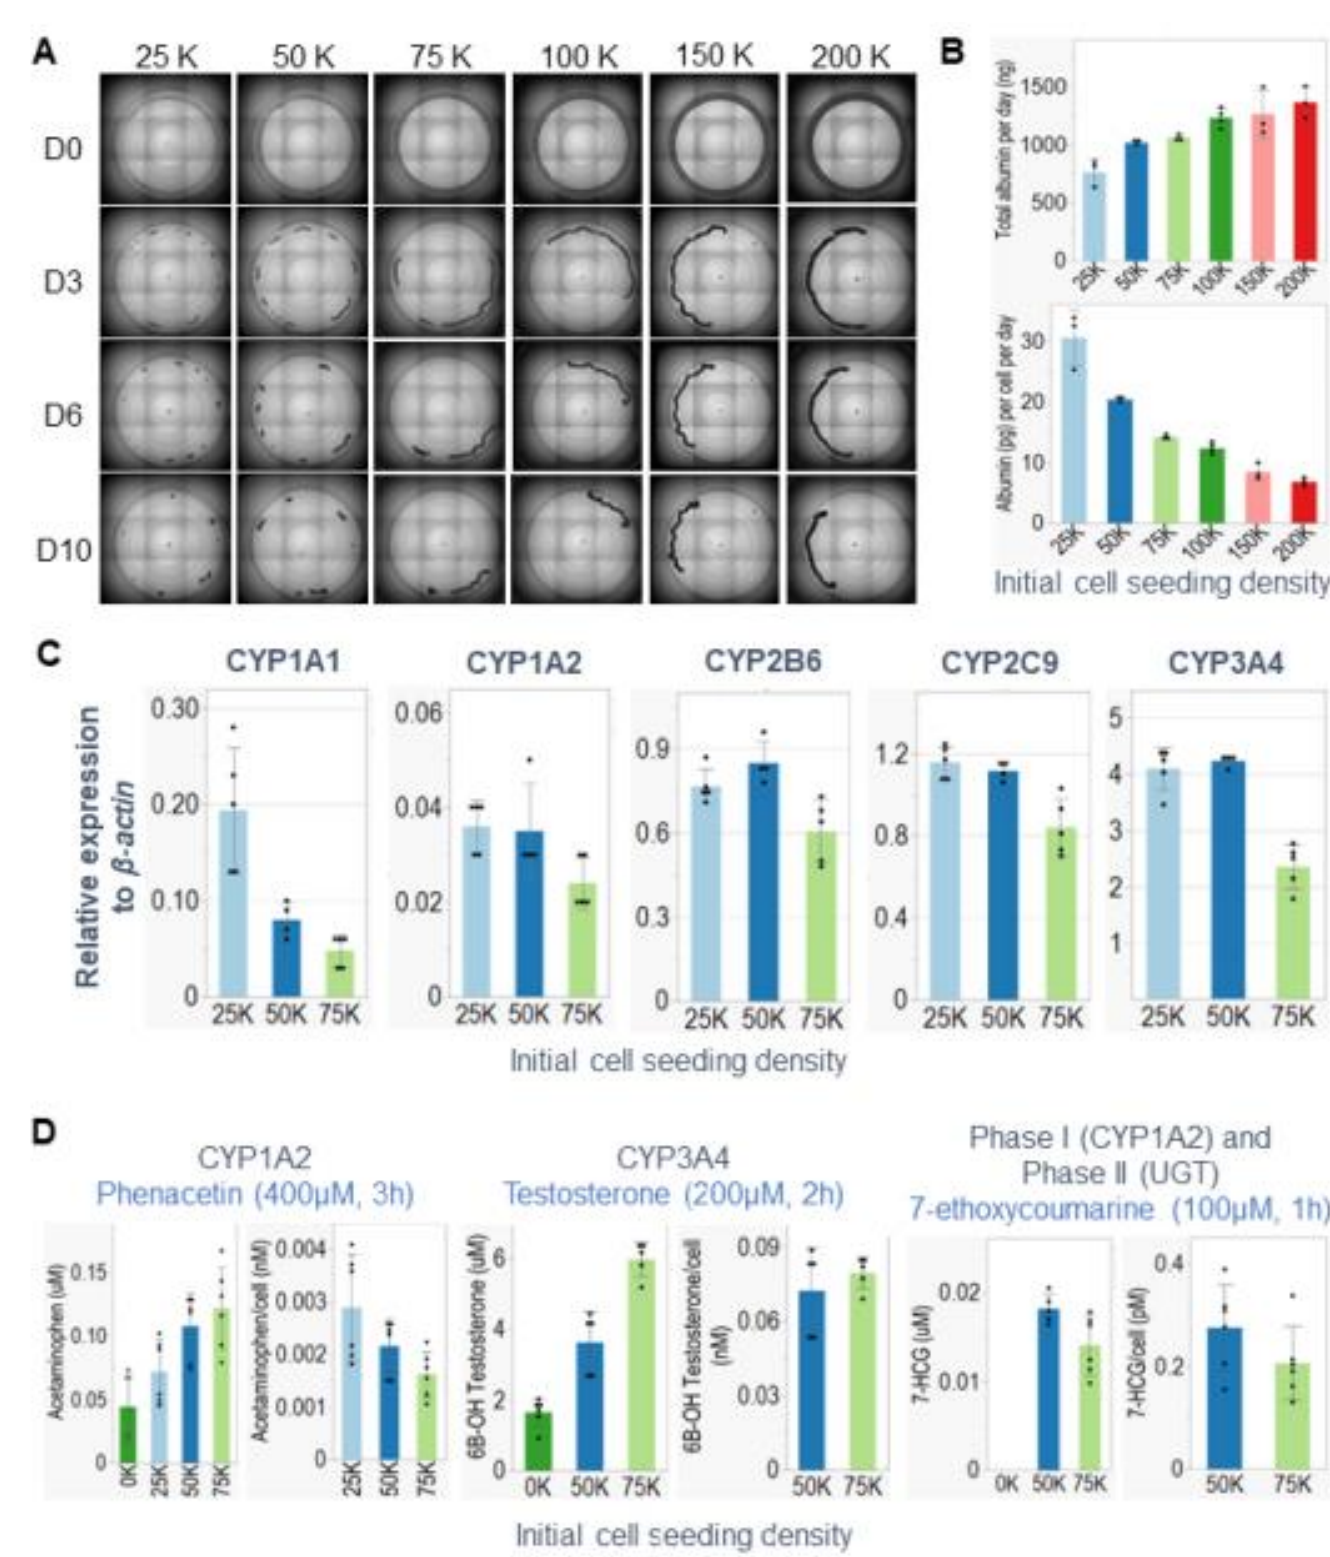 A
25 K 50 K 75 K 100 K 150 K 200 K
D0
D3
D6
D10
B
Total albumin per day (ng)
1500
1000
500
0
25K 50K 75K 100K 150K 200K
Albumin (pg) per cell per day
30
20
10
0
25K 50K 75K 100K 150K 200K
Initial cell seeding density
C
Relative expression
to β-actin
CYP1A1
0.30
0.20
0.10
0
25K 50K 75K
CYP1A2
0.06
0.04
0.02
0
25K 50K 75K
CYP2B6
0.9
0.6
0.3
0
25K 50K 75K
CYP2C9
1.2
0.8
0.4
0
25K 50K 75K
CYP3A4
5
4
3
2
1
25K 50K 75K
Initial cell seeding density
D
CYP1A2
Phenacetin (400µM, 3h)
Acetaminophen (uM)
0.15
0.10
0.05
0
0K 25K 50K 75K
Acetaminophen/cell (nM)
0.004
0.003
0.002
0.001
0
25K 50K 75K
CYP3A4
Testosterone (200µM, 2h)
6B-OH Testosterone (uM)
6
4
2
0
0K 50K 75K
6B-OH Testosterone/cell
(nM)
0.09
0.06
0.03
0
50K 75K
Phase I (CYP1A2) and
Phase II (UGT)
7-ethoxycoumarine (100µM, 1h)
7-HCG (uM)
0.02
0.01
0
0K 50K 75K
7-HCG/cell (pM)
0.4
0.2
0
50K 75K
Initial cell seeding density